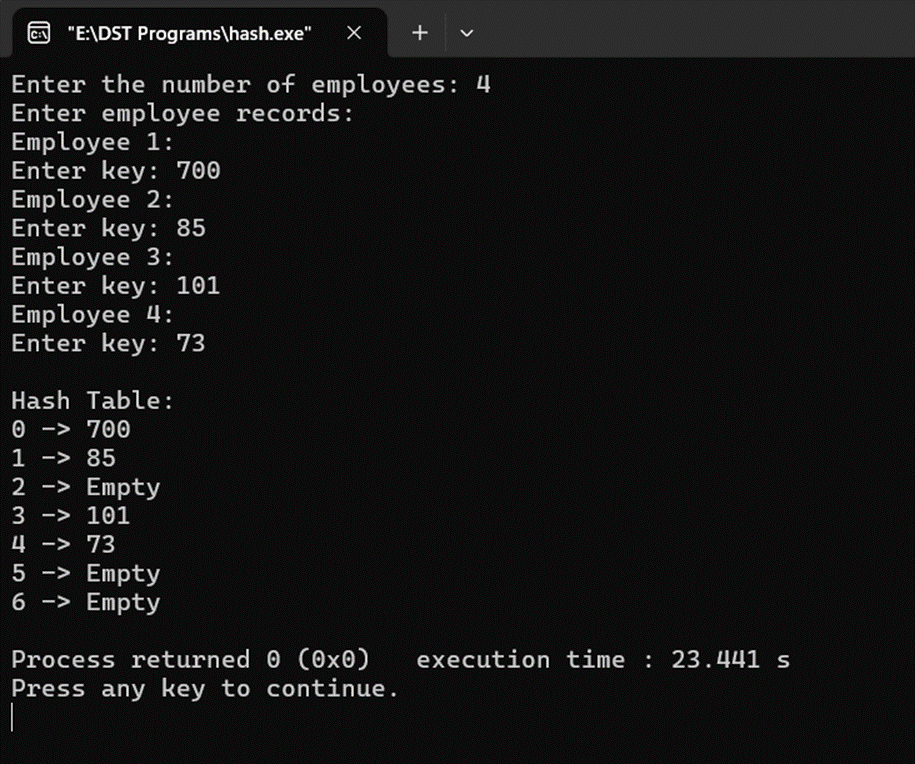 "E:\DST Programs\hash.exe"
Enter the number of employees: 4
Enter employee records:
Employee 1:
Enter key: 700
Employee 2:
Enter key: 85
Employee 3:
Enter key: 101
Employee 4:
Enter key: 73
Hash Table:
0 -> 700
1 -> 85
2 -> Empty
3 -> 101
4 -> 73
5 -> Empty
6 -> Empty
Process returned 0 (0x0)   execution time : 23.441 s
Press any key to continue.